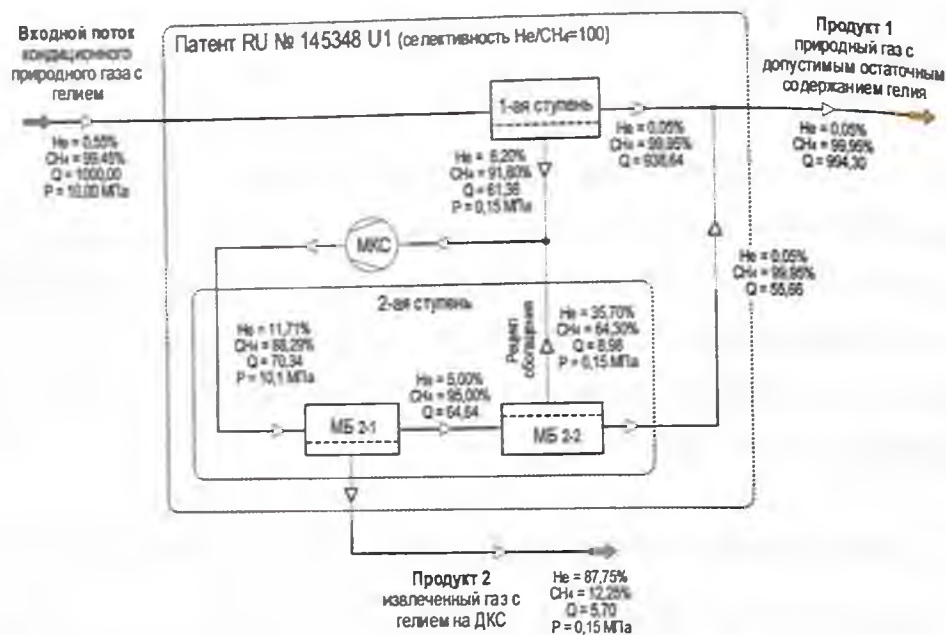 Входной поток
кондиционного
природного газа с
гелием
He = 0,55%
CH4 = 99,45%
Q = 1000,00
P = 10,00 МПа
Патент RU № 145348 U1 (селективность He/CH4=100)
1-ая ступень
He = 0,05%
CH4 = 99,95%
Q = 938,64
Продукт 1
природный газ с
допустимым остаточным
содержанием гелия
He = 0,05%
CH4 = 99,95%
Q = 994,30
He = 8,20%
CH4 = 91,80%
Q = 61,36
P = 0,15 МПа
МКС
He = 0,05%
CH4 = 99,95%
Q = 55,66
2-ая ступень
He = 11,71%
CH4 = 88,29%
Q = 70,34
P = 10,1 МПа
He = 5,00%
CH4 = 95,00%
Q = 64,64
Рецикл
обогащения
He = 35,70%
CH4 = 64,30%
Q = 8,98
P = 0,15 МПа
МБ 2-1
МБ 2-2
Продукт 2
извлеченный газ с
гелием на ДКС
He = 87,75%
CH4 = 12,25%
Q = 5,70
P = 0,15 МПа